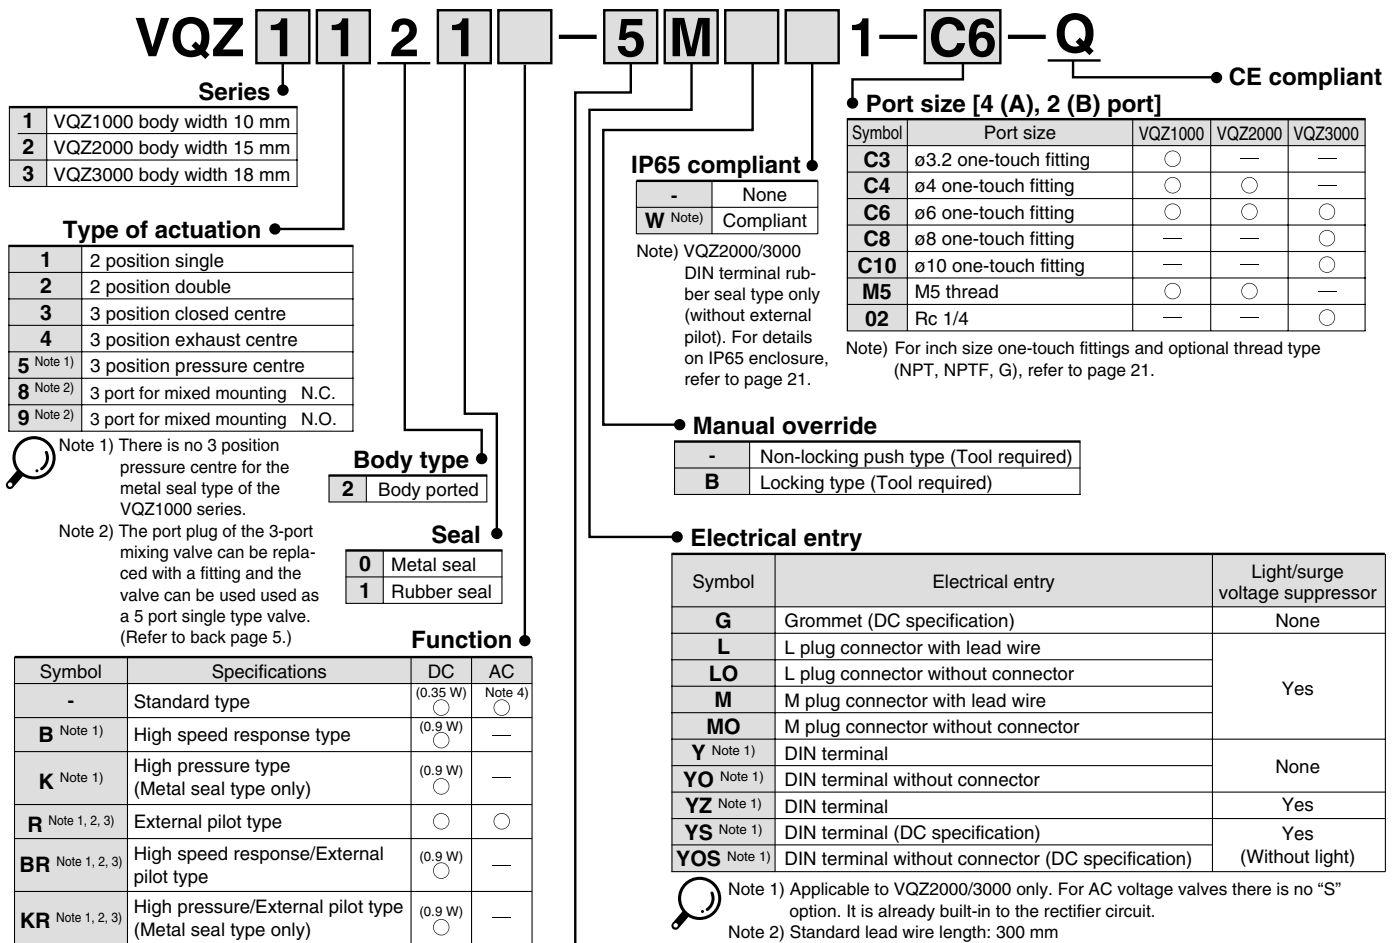 VQZ 1 1 2 1 — 5 M 1 — C6 — Q
CE compliant
Series
1 VQZ1000 body width 10 mm
2 VQZ2000 body width 15 mm
3 VQZ3000 body width 18 mm
Type of actuation
1 2 position single
2 2 position double
3 3 position closed centre
4 3 position exhaust centre
5 Note 1) 3 position pressure centre
8 Note 2) 3 port for mixed mounting N.C.
9 Note 2) 3 port for mixed mounting N.O.
Note 1) There is no 3 position
pressure centre for the
metal seal type of the
VQZ1000 series.
Note 2) The port plug of the 3-port
mixing valve can be repla-
ced with a fitting and the
valve can be used used as
a 5 port single type valve.
(Refer to back page 5.)
Body type
2 Body ported
Seal
0 Metal seal
1 Rubber seal
Function
Symbol Specifications DC AC
- Standard type (0.35 W) ○ Note 4) ○
B Note 1) High speed response type (0.9 W) ○ —
K Note 1) High pressure type
(Metal seal type only) (0.9 W) ○ —
R Note 1, 2, 3) External pilot type ○ ○
BR Note 1, 2, 3) High speed response/External
pilot type (0.9 W) ○ —
KR Note 1, 2, 3) High pressure/External pilot type
(Metal seal type only) (0.9 W) ○ —
IP65 compliant
- None
W Note) Compliant
Note) VQZ2000/3000
DIN terminal rub-
ber seal type only
(without external
pilot). For details
on IP65 enclosure,
refer to page 21.
Port size [4 (A), 2 (B) port]
Symbol Port size VQZ1000 VQZ2000 VQZ3000
C3 ø3.2 one-touch fitting ○ — —
C4 ø4 one-touch fitting ○ ○ —
C6 ø6 one-touch fitting ○ ○ ○
C8 ø8 one-touch fitting — — ○
C10 ø10 one-touch fitting — — ○
M5 M5 thread ○ ○ —
02 Rc 1/4 — — ○
Note) For inch size one-touch fittings and optional thread type
(NPT, NPTF, G), refer to page 21.
Manual override
- Non-locking push type (Tool required)
B Locking type (Tool required)
Electrical entry
Symbol Electrical entry Light/surge
voltage suppressor
G Grommet (DC specification) None
L L plug connector with lead wire
LO L plug connector without connector
Yes
M M plug connector with lead wire
MO M plug connector without connector
Y Note 1) DIN terminal
None
YO Note 1) DIN terminal without connector
YZ Note 1) DIN terminal Yes
YS Note 1) DIN terminal (DC specification) Yes
YOS Note 1) DIN terminal without connector (DC specification) (Without light)
Note 1) Applicable to VQZ2000/3000 only. For AC voltage valves there is no “S”
option. It is already built-in to the rectifier circuit.
Note 2) Standard lead wire length: 300 mm